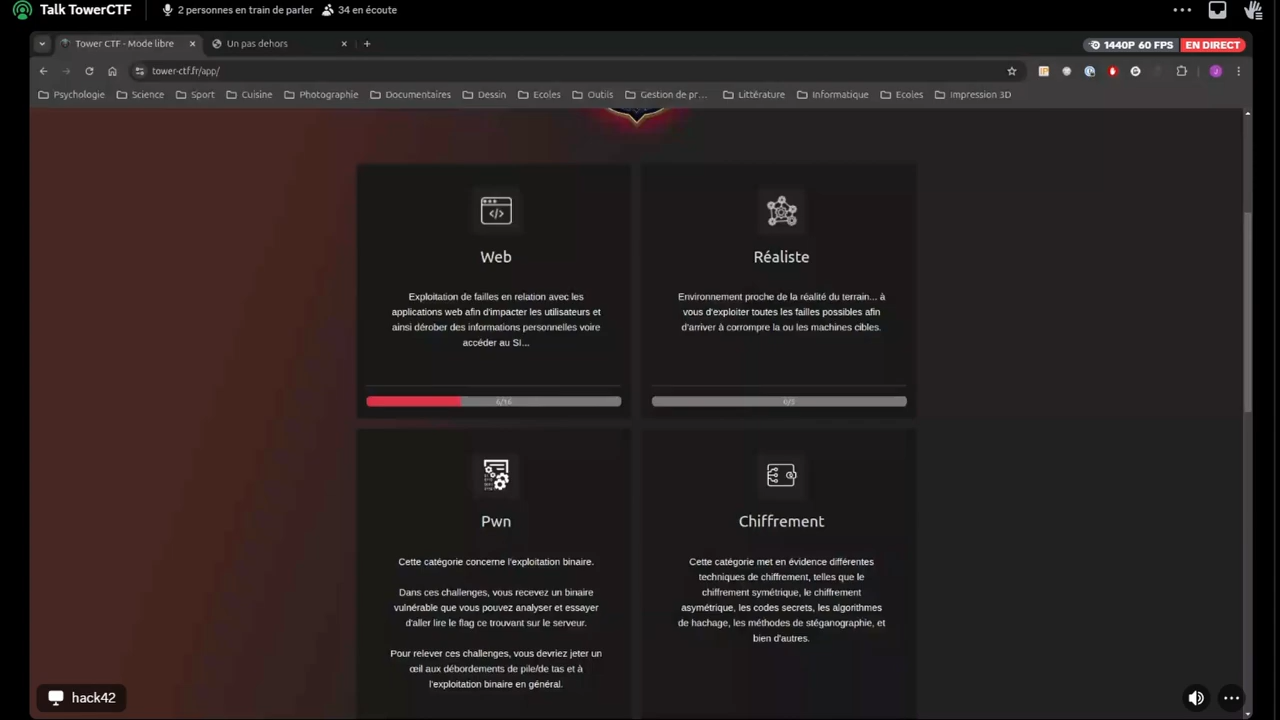 Talk TowerCTF
2 personnes en train de parler
34 en écoute
Tower CTF - Mode libre
Un pas dehors
1440P 60 FPS
EN DIRECT
tower-ctf.fr/app/
Psychologie
Science
Sport
Cuisine
Photographie
Documentaires
Dessin
Ecoles
Outils
Gestion de pr...
Littérature
Informatique
Ecoles
Impression 3D
Web
Exploitation de failles en relation avec les
applications web afin d'impacter les utilisateurs et
ainsi dérober des informations personnelles voire
accéder au SI...
6/16
Réaliste
Environnement proche de la réalité du terrain... à
vous d'exploiter toutes les failles possibles afin
d'arriver à corrompre la ou les machines cibles.
Pwn
Cette catégorie concerne l'exploitation binaire.
Dans ces challenges, vous recevez un binaire
vulnérable que vous pouvez analyser et essayer
d'aller lire le flag ce trouvant sur le serveur.
Pour relever ces challenges, vous devriez jeter un
œil aux débordements de pile/de tas et à
l'exploitation binaire en général.
Chiffrement
Cette catégorie met en évidence différentes
techniques de chiffrement, telles que le
chiffrement symétrique, le chiffrement
asymétrique, les codes secrets, les algorithmes
de hachage, les méthodes de stéganographie, et
bien d'autres.
hack42